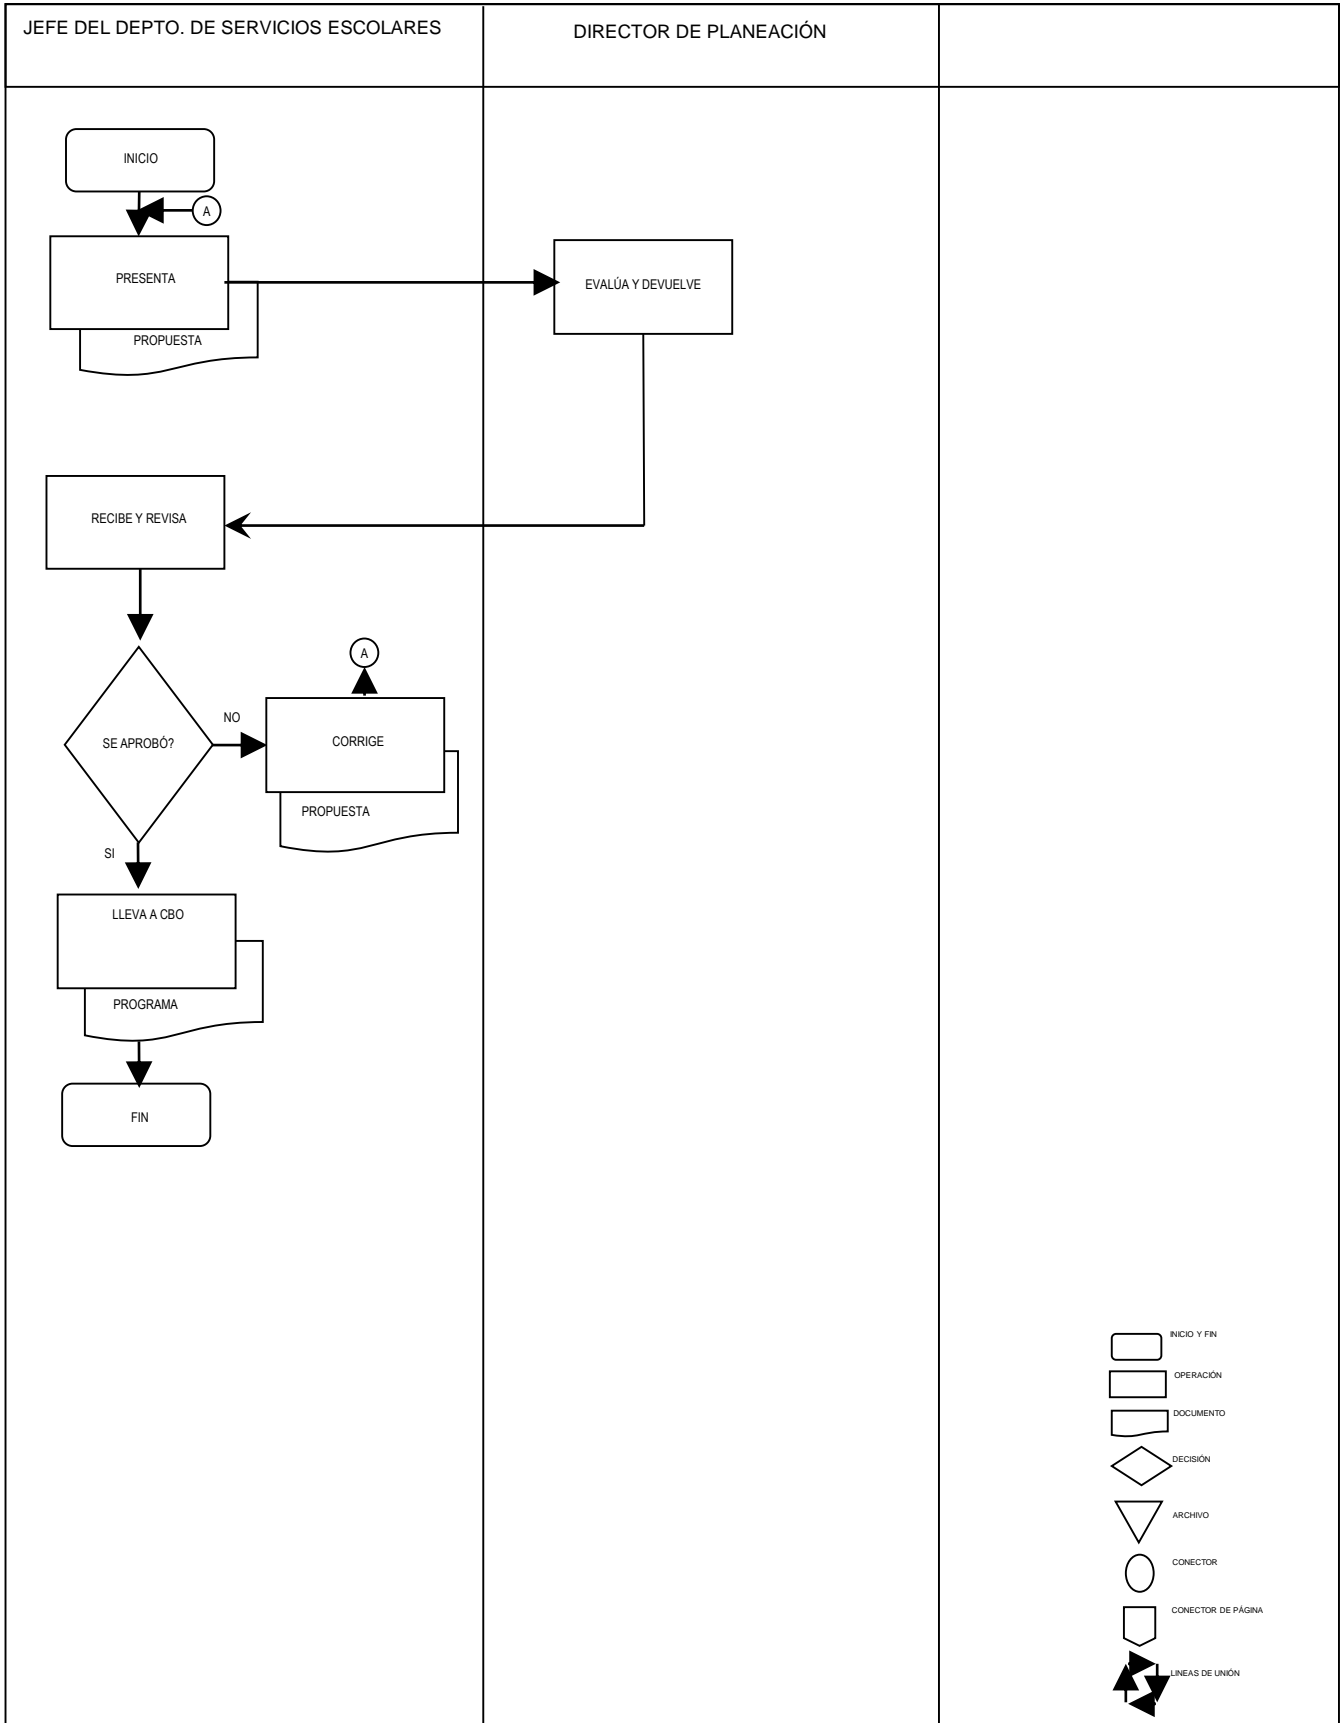 JEFE DEL DEPTO. DE SERVICIOS ESCOLARES
DIRECTOR DE PLANEACIÓN
INICIO
A
PRESENTA
PROPUESTA
EVALÚA Y DEVUELVE
RECIBE Y REVISA
SE APROBÓ?
NO
A
CORRIGE
PROPUESTA
SI
LLEVA A CBO
PROGRAMA
FIN
INICIO Y FIN
OPERACIÓN
DOCUMENTO
DECISIÓN
ARCHIVO
CONECTOR
CONECTOR DE PÁGINA
LINEAS DE UNIÓN